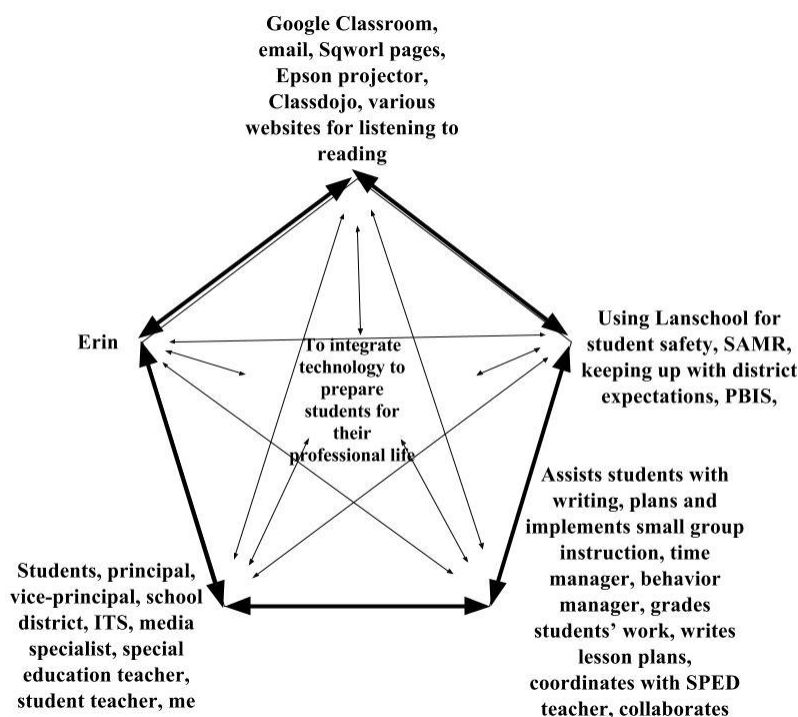 Google Classroom,
email, Sqworl pages,
Epson projector,
Classdojo, various
websites for listening to
reading
Erin
To integrate
technology to
prepare
students for
their
professional life
Using Lanschool for
student safety, SAMR,
keeping up with district
expectations, PBIS,
Students, principal,
vice-principal, school
district, ITS, media
specialist, special
education teacher,
student teacher, me
Assists students with
writing, plans and
implements small group
instruction, time
manager, behavior
manager, grades
students’ work, writes
lesson plans,
coordinates with SPED
teacher, collaborates